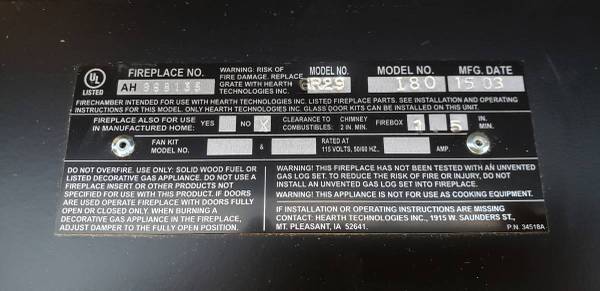 UL
LISTED
FIREPLACE NO.
AH
WARNING: RISK OF
FIRE DAMAGE. REPLACE
GRATE WITH HEARTH
TECHNOLOGIES INC.
MODEL NO.
GR29
MODEL NO.
I80
MFG. DATE
15 03
FIRECHAMBER INTENDED FOR USE WITH HEARTH TECHNOLOGIES INC. LISTED FIREPLACE PARTS. SEE INSTALLATION AND OPERATING
INSTRUCTIONS FOR THIS MODEL. ONLY HEARTH TECHNOLOGIES INC. GLASS DOOR KITS CAN BE INSTALLED ON THIS UNIT.
FIREPLACE ALSO FOR USE
IN MANUFACTURED HOME:
YES
NO X
CLEARANCE TO
COMBUSTIBLES:
CHIMNEY
2 IN. MIN.
FIREBOX
IN.
MIN.
FAN KIT
MODEL NO.
&
RATED AT
115 VOLTS, 50/60 HZ.
AMP.
DO NOT OVERFIRE. USE ONLY: SOLID WOOD FUEL OR
LISTED DECORATIVE GAS APPLIANCE. DO NOT USE A
FIREPLACE INSERT OR OTHER PRODUCTS NOT
SPECIFIED FOR USE WITH THIS PRODUCT. IF DOORS
ARE USED OPERATE FIREPLACE WITH DOORS FULLY
OPEN OR CLOSED ONLY. WHEN BURNING A
DECORATIVE GAS APPLIANCE IN THE FIREPLACE,
ADJUST DAMPER TO THE FULLY OPEN POSITION.
WARNING! THIS FIREPLACE HAS NOT BEEN TESTED WITH AN UNVENTED
GAS LOG SET. TO REDUCE THE RISK OF FIRE OR INJURY, DO NOT
INSTALL AN UNVENTED GAS LOG SET INTO THIS FIREPLACE.
WARNING! THIS APPLIANCE IS NOT FOR USE AS COOKING EQUIPMENT.
IF INSTALLATION AND OPERATING INSTRUCTIONS ARE MISSING
CONTACT: HEARTH TECHNOLOGIES INC., 1915 W. SAUNDERS ST.,
MT. PLEASANT, IA 52641.
P.N. 34518A